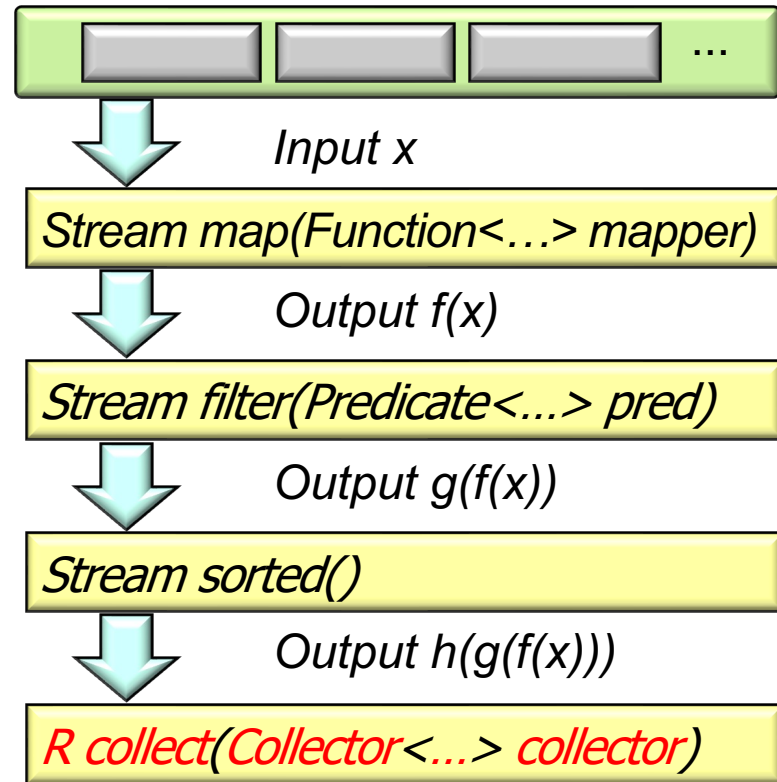 ...
Input x
Stream map(Function<…> mapper)
Output f(x)
Stream filter(Predicate<...> pred)
Output g(f(x))
Stream sorted()
Output h(g(f(x)))
R collect(Collector<...> collector)